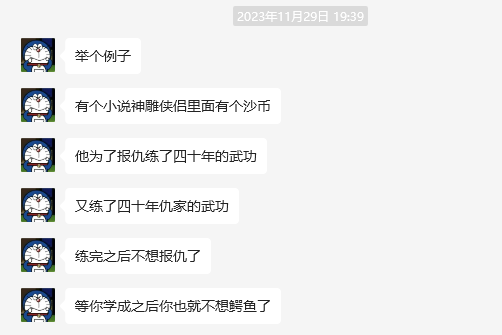 2023年11月29日 19:39
举个例子
有个小说神雕侠侣里面有个沙币
他为了报仇练了四十年的武功
又练了四十年仇家的武功
练完之后不想报仇了
等你学成之后你也就不想鳄鱼了